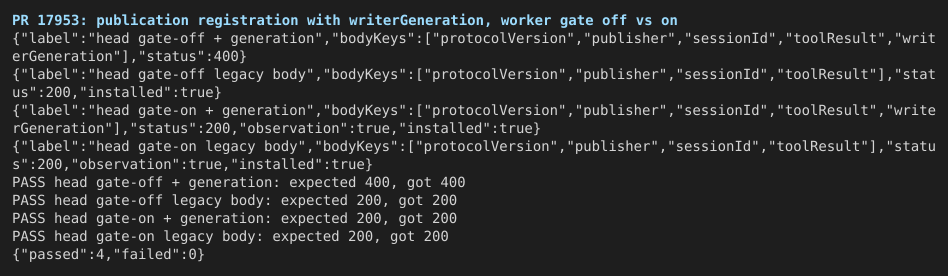 PR 17953: publication registration with writerGeneration, worker gate off vs on
{"label":"head gate-off + generation","bodyKeys":["protocolVersion","publisher","sessionId","toolResult","writ
erGeneration"],"status":400}
{"label":"head gate-off legacy body","bodyKeys":["protocolVersion","publisher","sessionId","toolResult"],"stat
us":200,"installed":true}
{"label":"head gate-on + generation","bodyKeys":["protocolVersion","publisher","sessionId","toolResult","write
rGeneration"],"status":200,"observation":true,"installed":true}
{"label":"head gate-on legacy body","bodyKeys":["protocolVersion","publisher","sessionId","toolResult"],"statu
s":200,"observation":true,"installed":true}
PASS head gate-off + generation: expected 400, got 400
PASS head gate-off legacy body: expected 200, got 200
PASS head gate-on + generation: expected 200, got 200
PASS head gate-on legacy body: expected 200, got 200
{"passed":4,"failed":0}